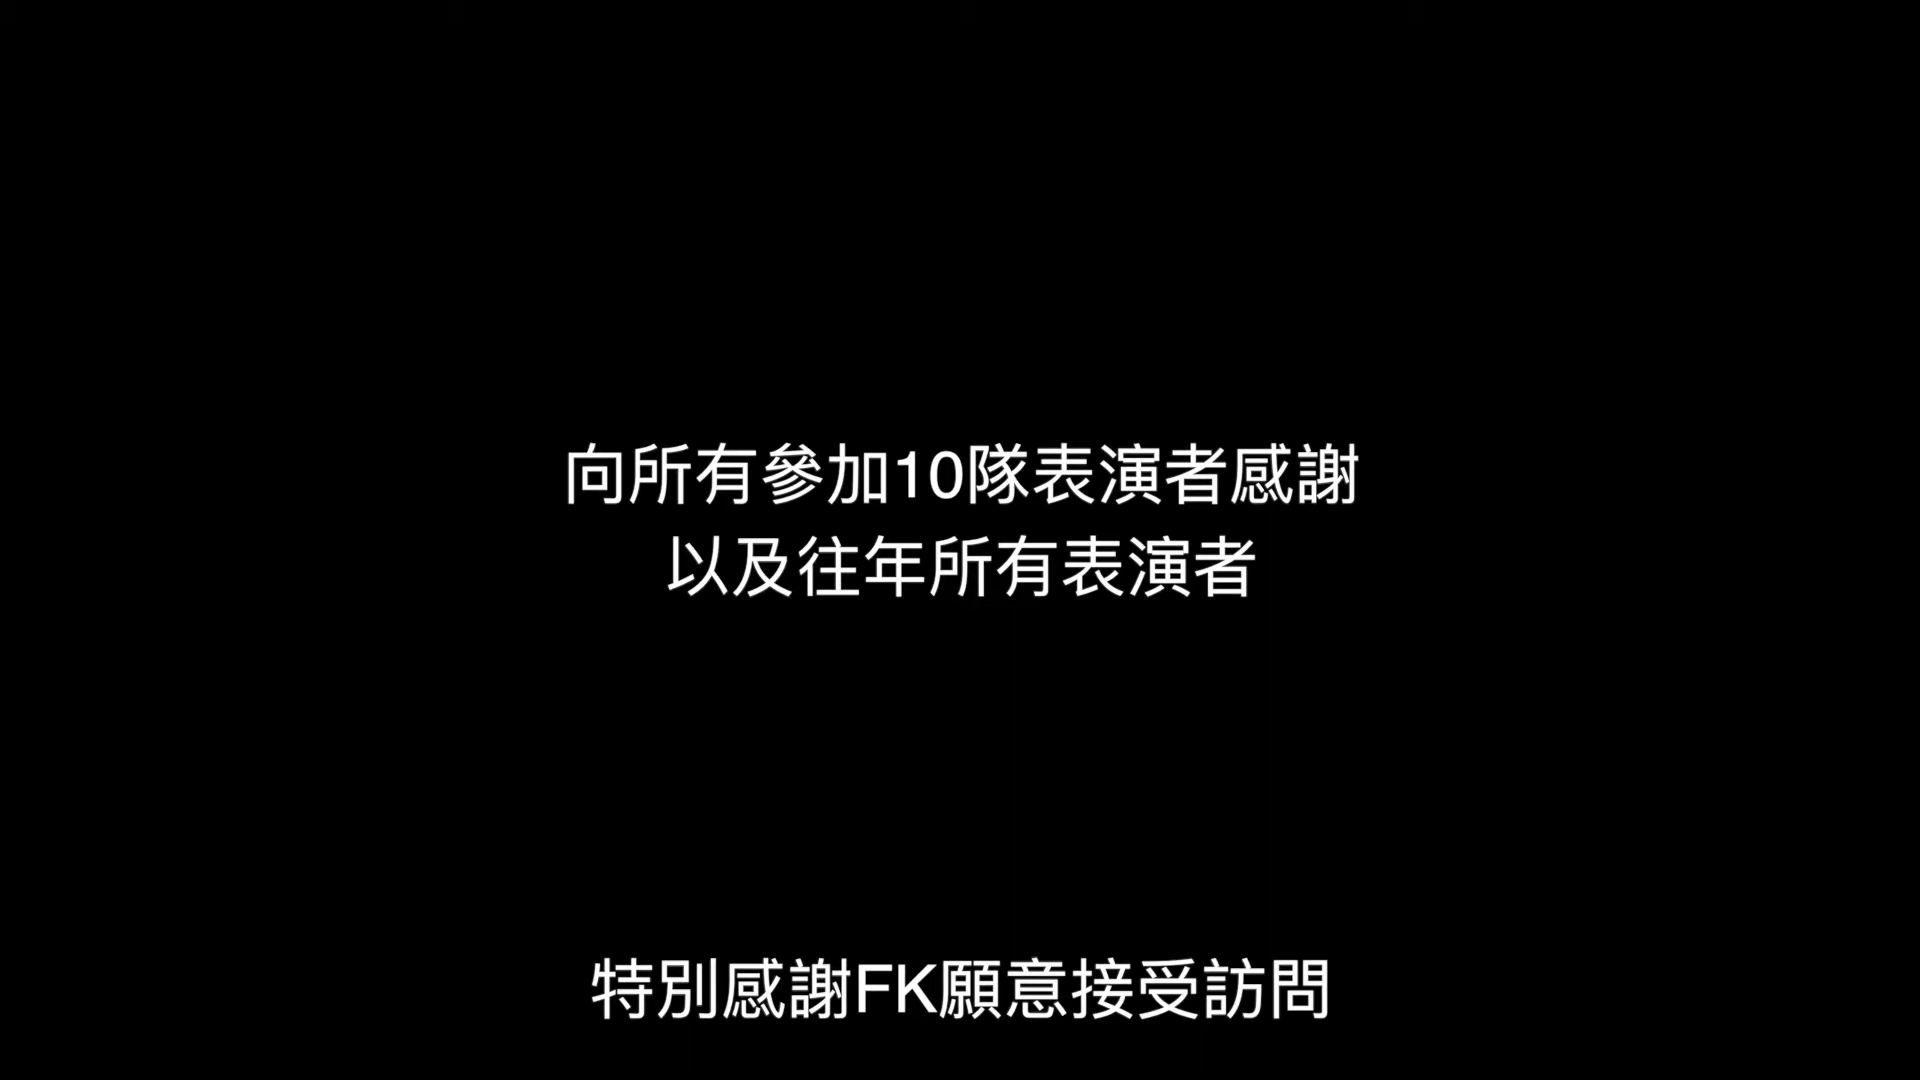 向所有參加10隊表演者感謝
以及往年所有表演者
特別感謝FK願意接受訪問